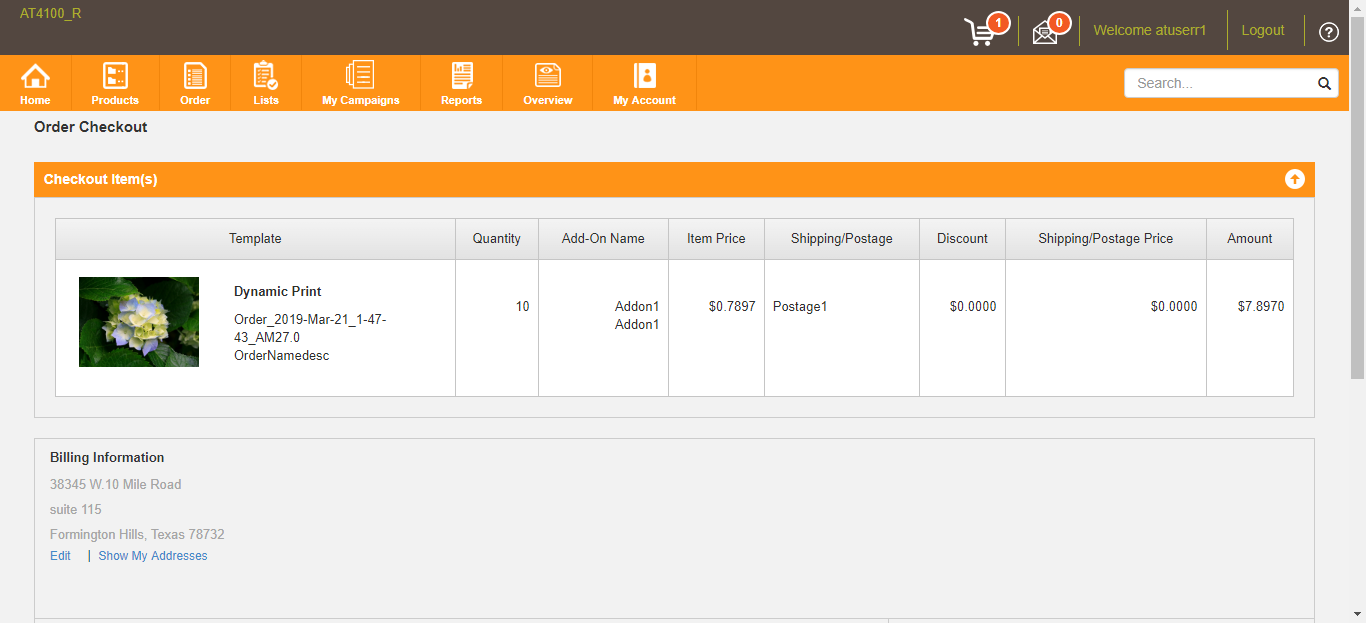 AT4100_R
1
0
Welcome atuserr1
Logout
?
Home
Products
Order
Lists
My Campaigns
Reports
Overview
My Account
Search...
Order Checkout
Checkout Item(s)
Template
Quantity
Add-On Name
Item Price
Shipping/Postage
Discount
Shipping/Postage Price
Amount
Dynamic Print
Order_2019-Mar-21_1-47-
43_AM27.0
OrderNamedesc
10
Addon1
Addon1
$0.7897
Postage1
$0.0000
$0.0000
$7.8970
Billing Information
38345 W.10 Mile Road
suite 115
Formington Hills, Texas 78732
Edit | Show My Addresses